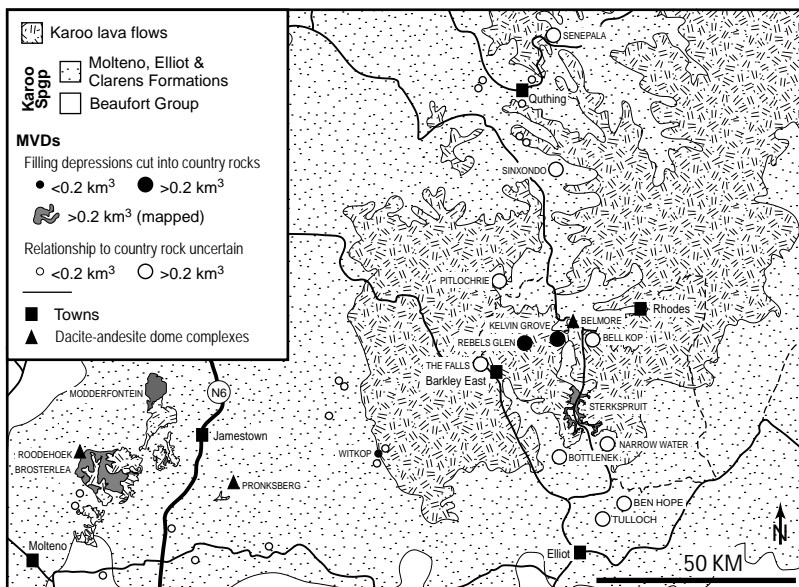 Karoo lava flows
Karoo
Spgp
Molteno, Elliot &
Clarens Formations
Beaufort Group
MVDs
Filling depressions cut into country rocks
<0.2 km3
>0.2 km3
>0.2 km3 (mapped)
Relationship to country rock uncertain
<0.2 km3
>0.2 km3
Towns
Dacite-andesite dome complexes
SENEPALA
Quthing
SINXONDO
PITLOCHRIE
Rhodes
BELMORE
KELVIN GROVE
REBELS GLEN
BELL KOP
THE FALLS
Barkley East
MODDERFONTEIN
N6
STERKSPRUIT
Jamestown
NARROW WATER
ROODEHOEK
WITKOP
BOTTLENEK
BROSTERLEA
PRONKSBERG
BEN HOPE
TULLOCH
N
Molteno
Elliot
50 KM